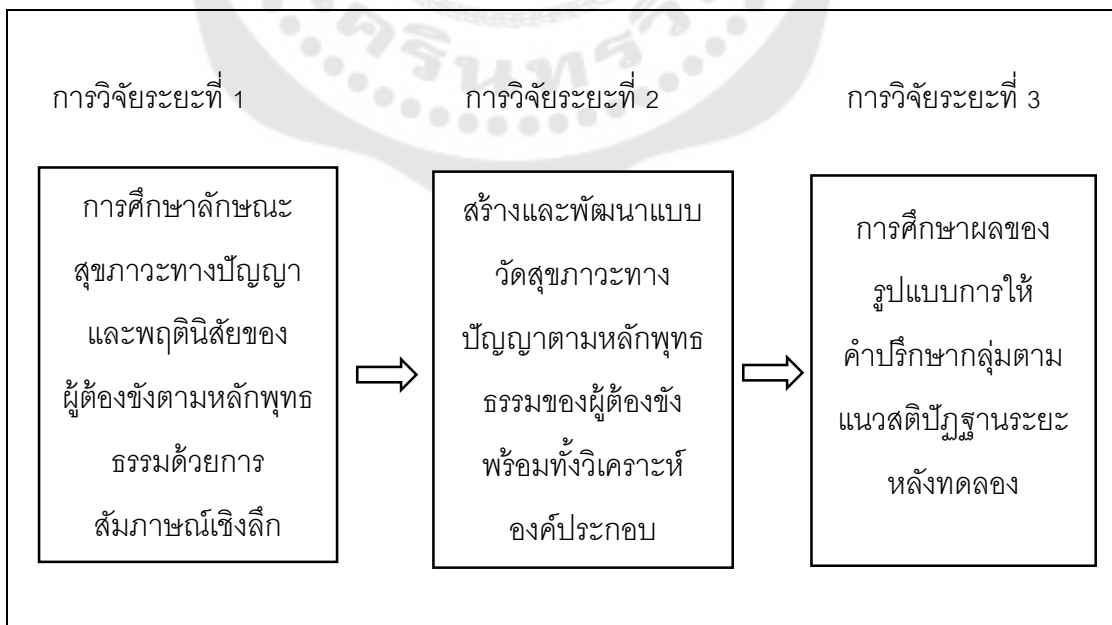 ครินทรวิ
การวิจัยระยะที่ 1
การวิจัยระยะที่ 2
การวิจัยระยะที่ 3
การศึกษาลักษณะ
สุขภาวะทางปัญญา
และพฤตินิสัยของ
ผู้ต้องขังตามหลักพุทธ
ธรรมด้วยการ
สัมภาษณ์เชิงลึก
สร้างและพัฒนาแบบ
วัดสุขภาวะทาง
ปัญญาตามหลักพุทธ
ธรรมของผู้ต้องขัง
พร้อมทั้งวิเคราะห์
องค์ประกอบ
การศึกษาผลของ
รูปแบบการให้
คำปรึกษากลุ่มตาม
แนวสติปัฏฐานระยะ
หลังทดลอง